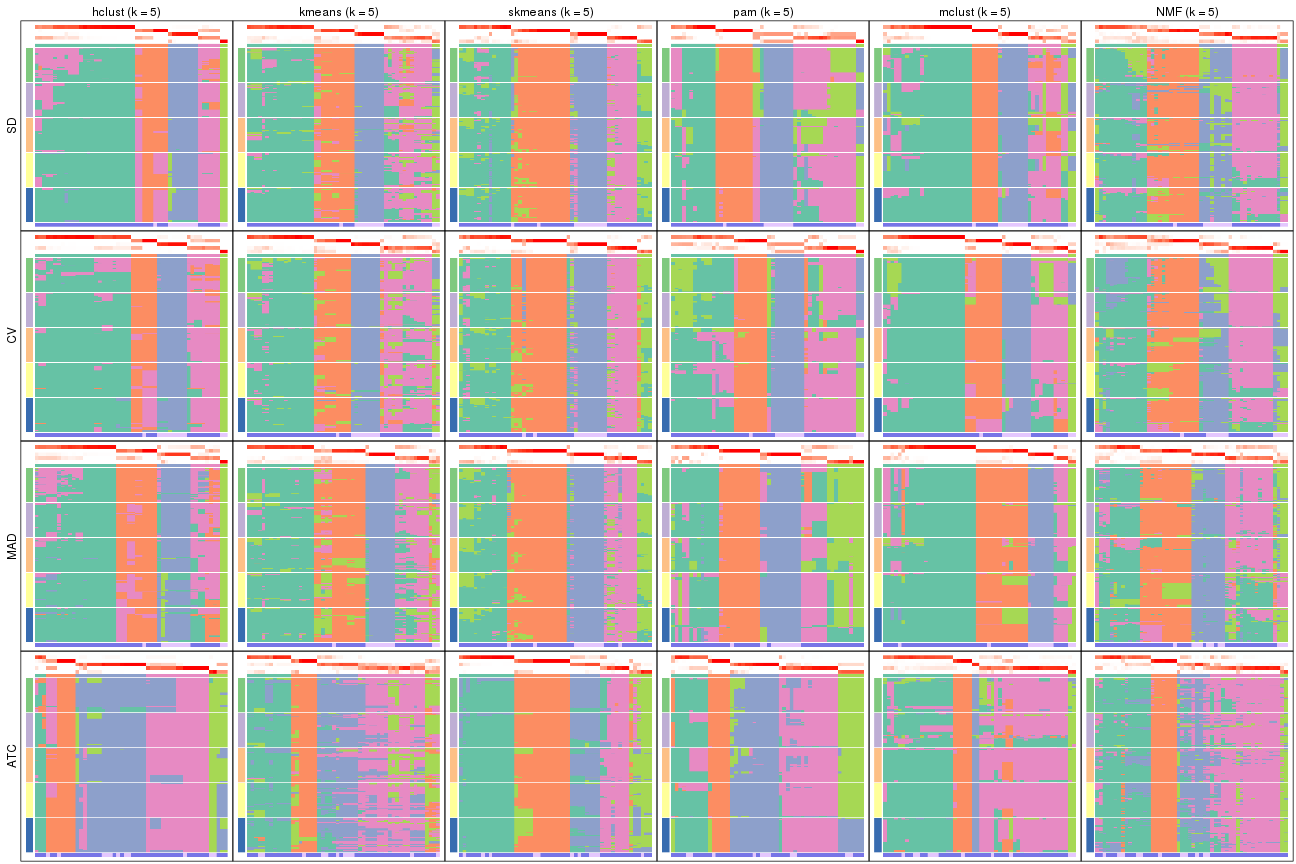 hclust (k = 5) kmeans (k = 5) skmeans (k = 5) pam (k = 5) mclust (k = 5) NMF (k = 5)
SD
CV
MAD
ATC